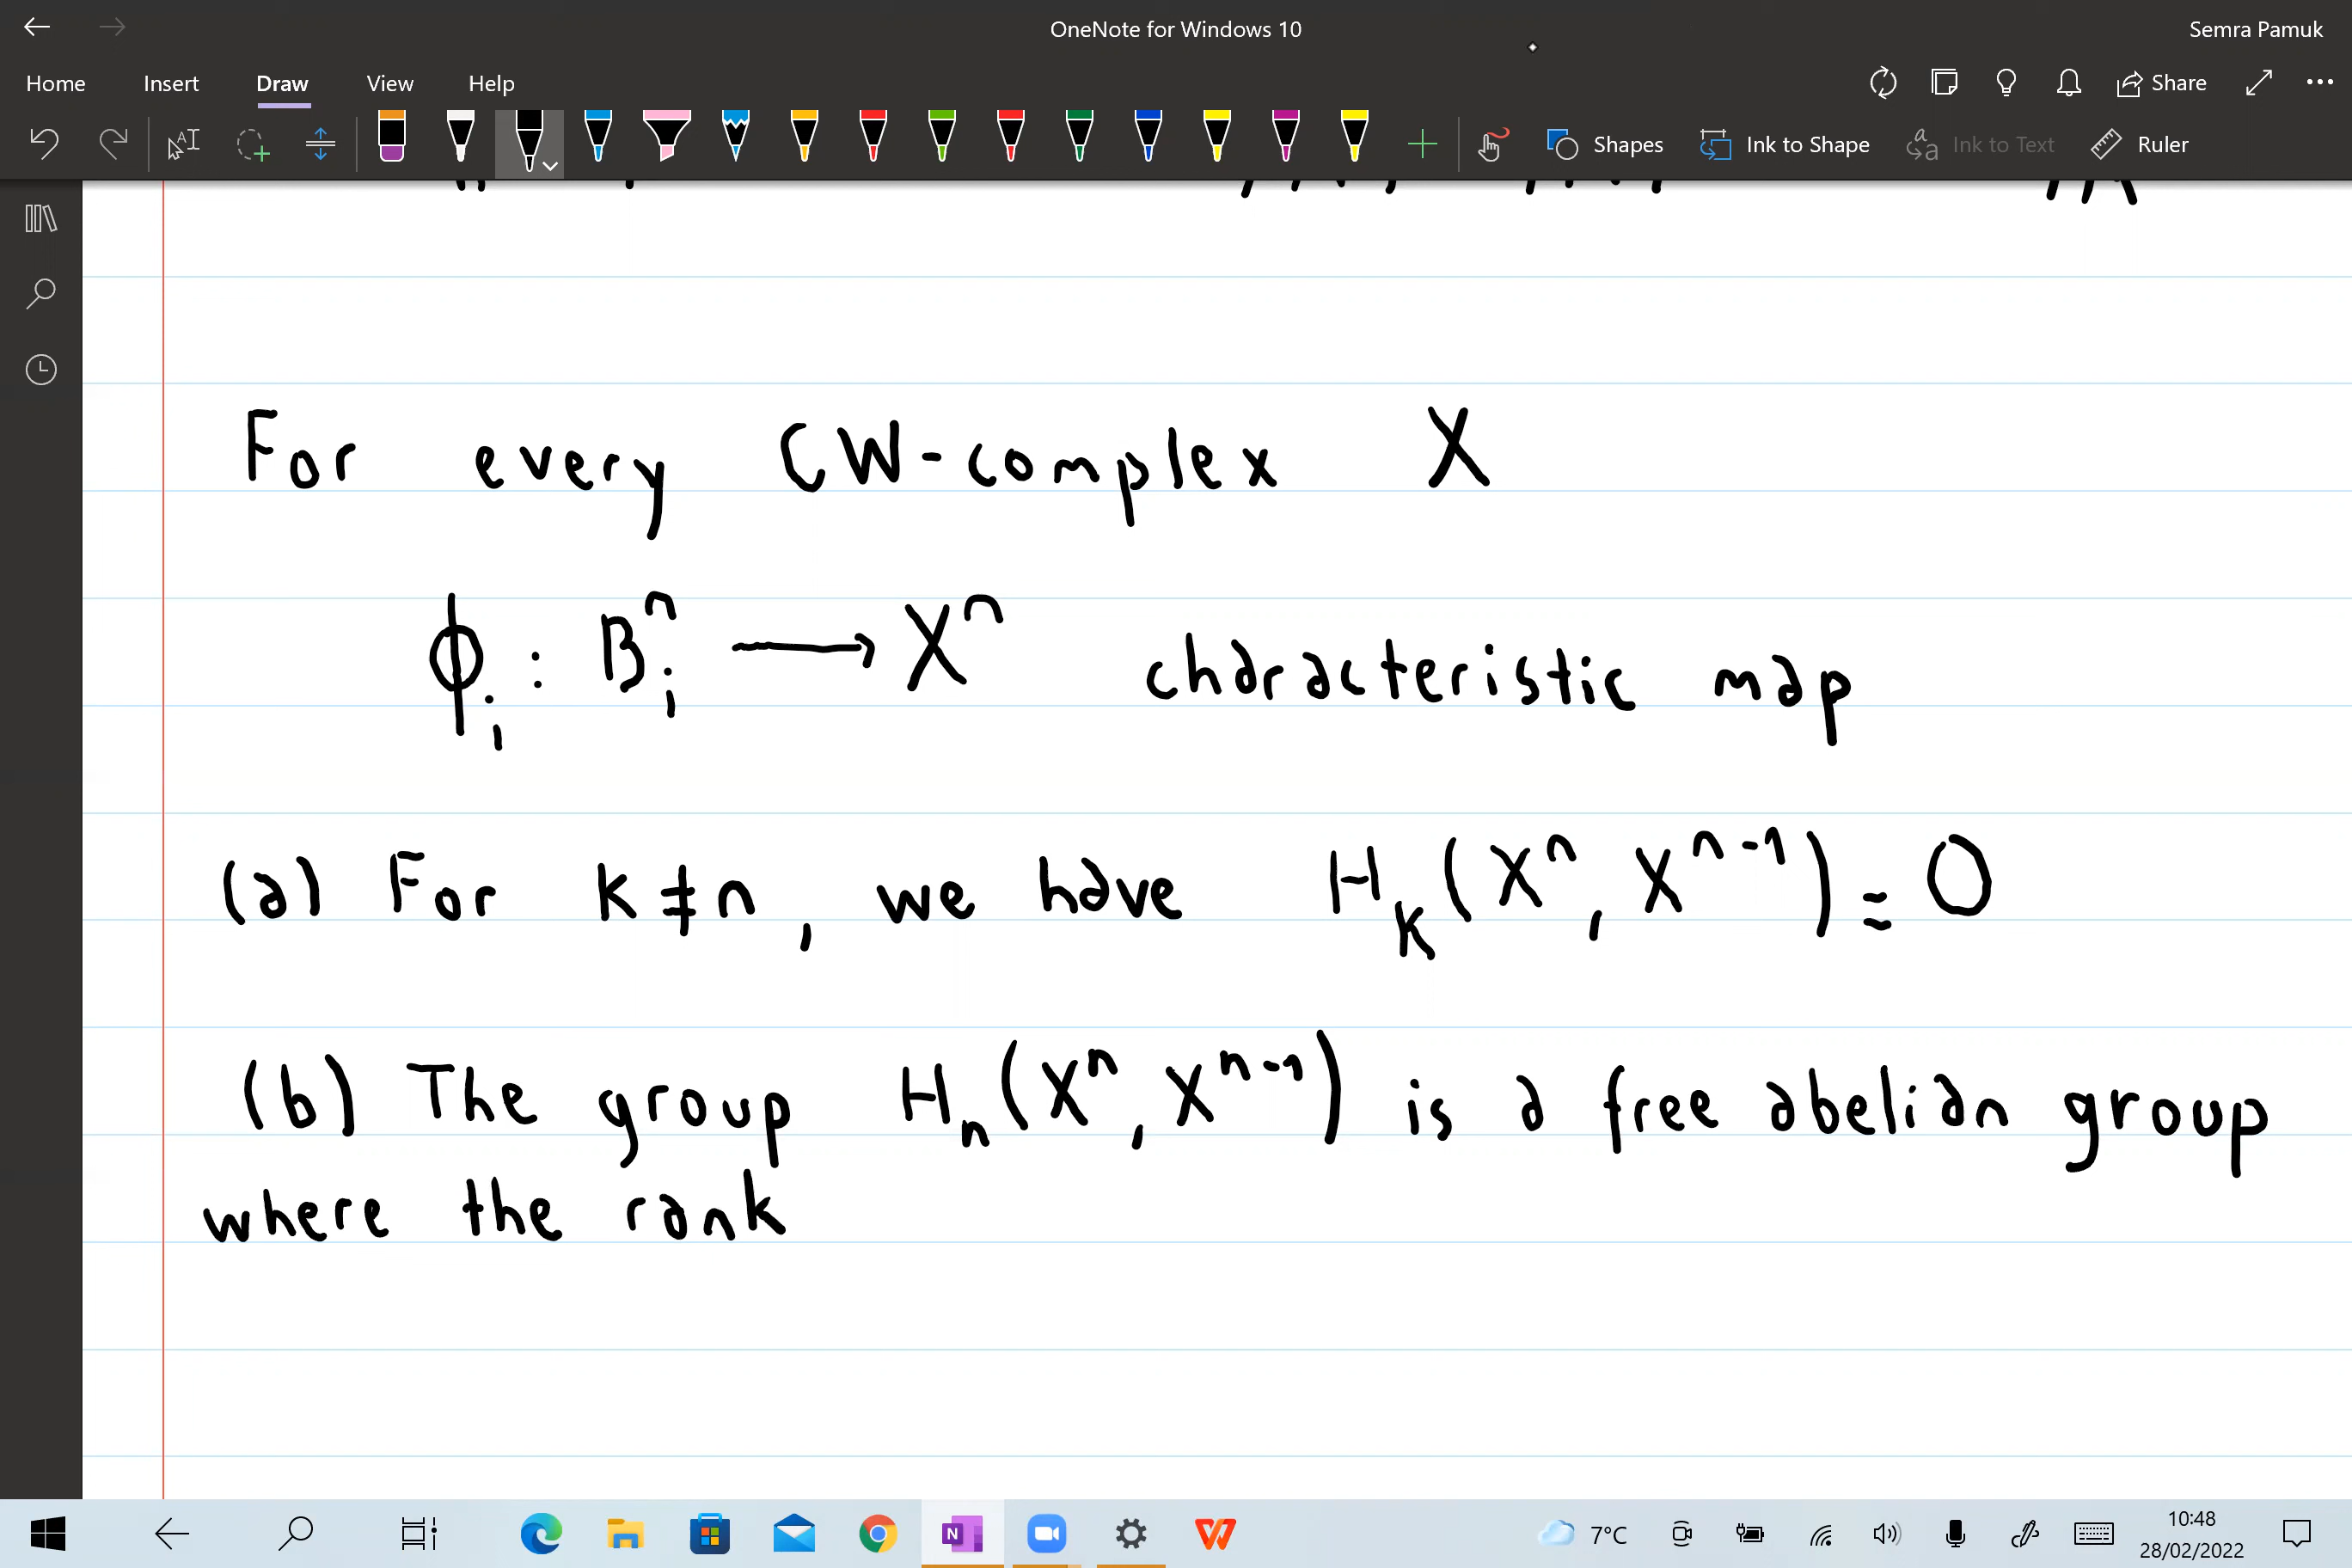 OneNote for Windows 10
Semra Pamuk
Home Insert Draw View Help
Share
Shapes Ink to Shape Ink to Text Ruler
For every CW-complex X
ϕᵢ : Bᵢⁿ ⟶ Xⁿ characteristic map
(a) For k ≠ n, we have Hₖ(Xⁿ, Xⁿ⁻¹) = 0
(b) The group Hₙ(Xⁿ, Xⁿ⁻¹) is a free abelian group
where the rank
7°C
10:48
28/02/2022